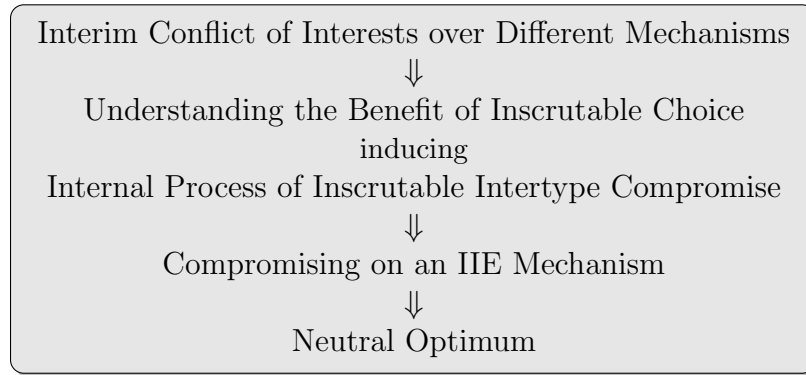 Interim Conflict of Interests over Different Mechanisms
⇓
Understanding the Benefit of Inscrutable Choice
inducing
Internal Process of Inscrutable Intertype Compromise
⇓
Compromising on an IIE Mechanism
⇓
Neutral Optimum